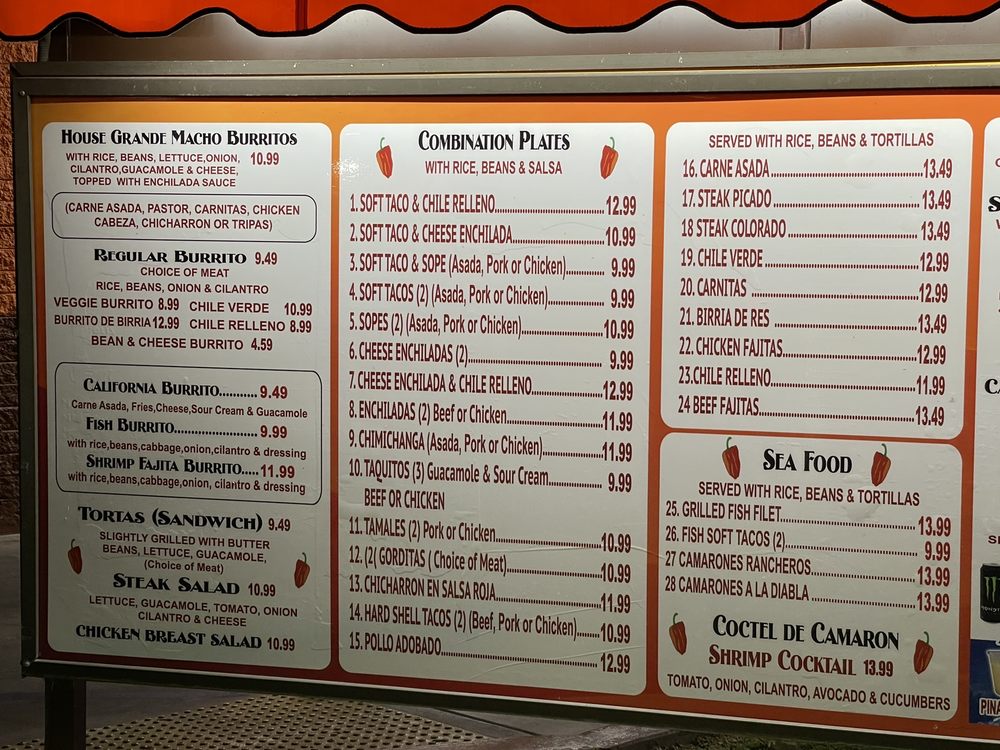 House Grande Macho Burritos
WITH RICE, BEANS, LETTUCE,ONION, 10.99
CILANTRO,GUACAMOLE & CHEESE,
TOPPED WITH ENCHILADA SAUCE
(CARNE ASADA, PASTOR, CARNITAS, CHICKEN
CABEZA, CHICHARRON OR TRIPAS)
Regular Burrito 9.49
CHOICE OF MEAT
RICE, BEANS, ONION & CILANTRO
VEGGIE BURRITO 8.99 CHILE VERDE 10.99
BURRITO DE BIRRIA 12.99 CHILE RELLENO 8.99
BEAN & CHEESE BURRITO 4.59
California Burrito..........9.49
Carne Asada, Fries,Cheese,Sour Cream & Guacamole
Fish Burrito......................9.99
with rice,beans,cabbage,onion,cilantro & dressing
Shrimp Fajita Burrito.....11.99
with rice,beans,cabbage,onion, cilantro & dressing
Tortas (Sandwich) 9.49
SLIGHTLY GRILLED WITH BUTTER
BEANS, LETTUCE, GUACAMOLE,
(Choice of Meat)
Steak Salad 10.99
LETTUCE, GUACAMOLE, TOMATO, ONION
CILANTRO & CHEESE
Chicken Breast Salad 10.99
Combination Plates
WITH RICE, BEANS & SALSA
1. SOFT TACO & CHILE RELLENO..............................12.99
2. SOFT TACO & CHEESE ENCHILADA.........................10.99
3. SOFT TACO & SOPE (Asada, Pork or Chicken).......... 9.99
4. SOFT TACOS (2) (Asada, Pork or Chicken)............... 9.99
5. SOPES (2) (Asada, Pork or Chicken)......................10.99
6. CHEESE ENCHILADAS (2).................................... 9.99
7. CHEESE ENCHILADA & CHILE RELLENO...................12.99
8. ENCHILADAS (2) Beef or Chicken..........................11.99
9. CHIMICHANGA (Asada, Pork or Chicken).................11.99
10. TAQUITOS (3) Guacamole & Sour Cream............... 9.99
BEEF OR CHICKEN
11. TAMALES (2) Pork or Chicken............................10.99
12. (2( GORDITAS ( Choice of Meat).........................10.99
13. CHICHARRON EN SALSA ROJA...........................11.99
14. HARD SHELL TACOS (2) (Beef, Pork or Chicken).......10.99
15. POLLO ADOBADO..........................................12.99
SERVED WITH RICE, BEANS & TORTILLAS
16. CARNE ASADA..........................................13.49
17. STEAK PICADO .........................................13.49
18 STEAK COLORADO ......................................13.49
19. CHILE VERDE ..........................................12.99
20. CARNITAS ..............................................12.99
21. BIRRIA DE RES .........................................13.49
22. CHICKEN FAJITAS......................................12.99
23.CHILE RELLENO..........................................11.99
24 BEEF FAJITAS...........................................13.49
Sea Food
SERVED WITH RICE, BEANS & TORTILLAS
25. GRILLED FISH FILET....................................13.99
26. FISH SOFT TACOS (2)................................... 9.99
27 CAMARONES RANCHEROS.............................13.99
28 CAMARONES A LA DIABLA ............................13.99
Coctel de Camaron
Shrimp Cocktail 13.99
TOMATO, ONION, CILANTRO, AVOCADO & CUCUMBERS